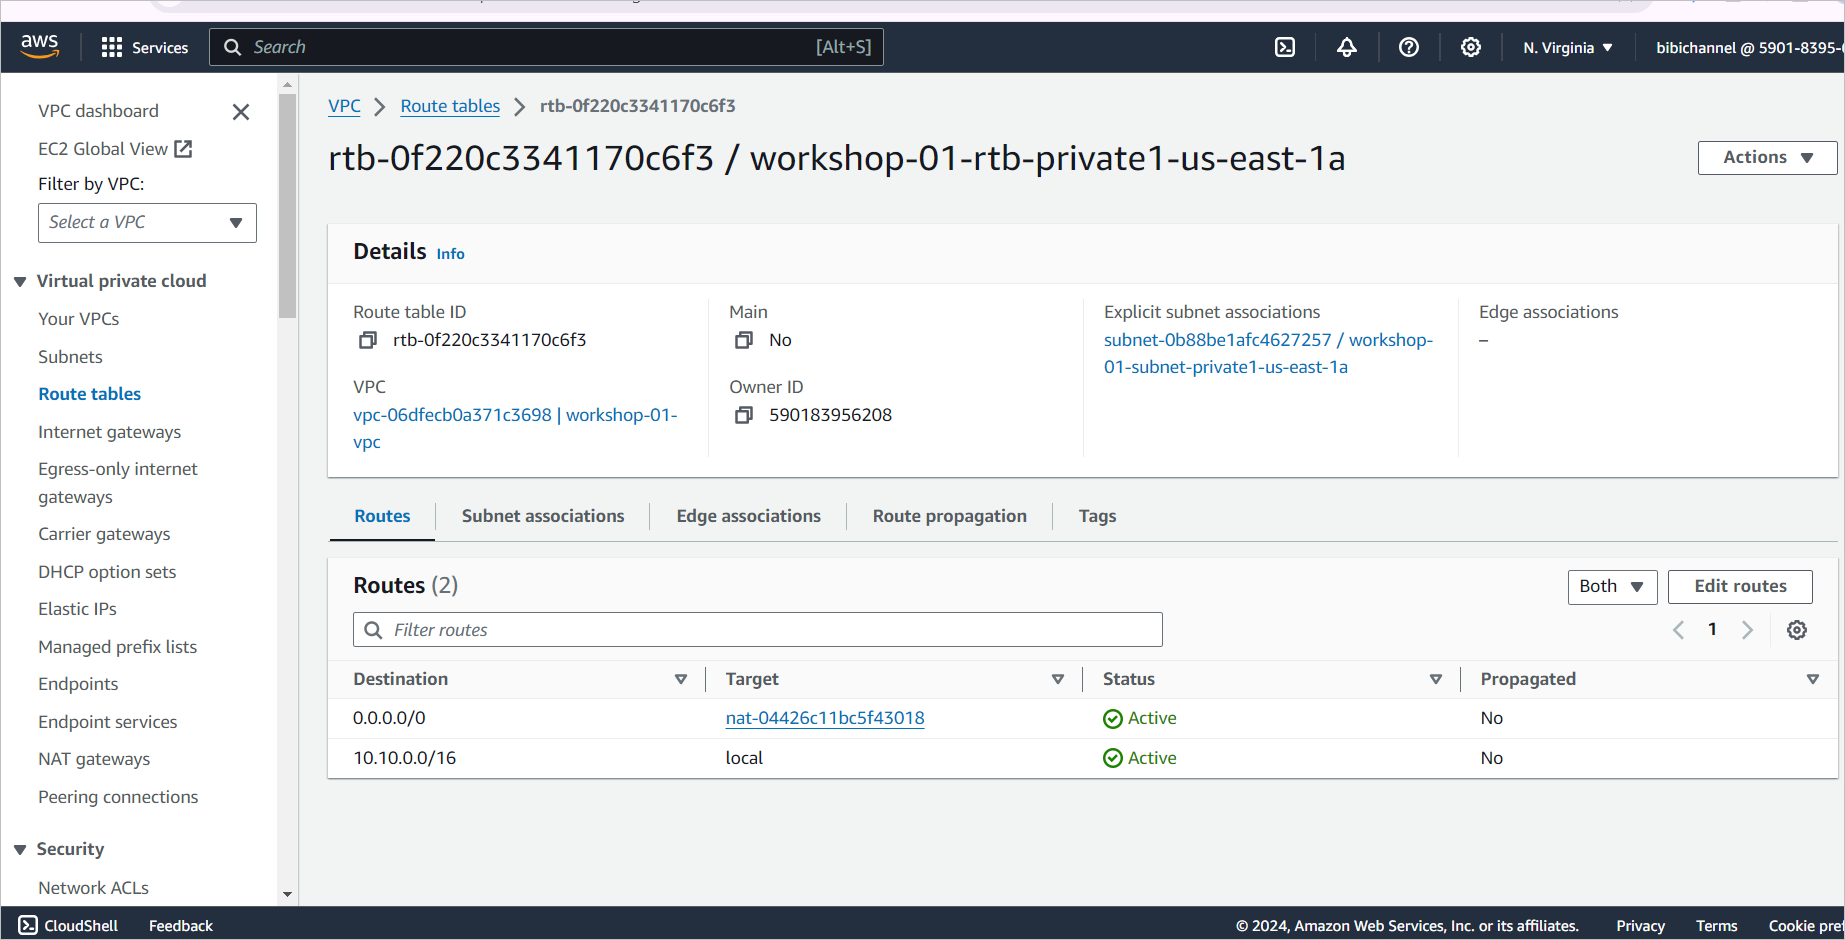 aws
Services
Search
[Alt+S]
N. Virginia
bibichannel @ 5901-8395-
VPC dashboard
EC2 Global View
Filter by VPC:
Select a VPC
Virtual private cloud
Your VPCs
Subnets
Route tables
Internet gateways
Egress-only internet
gateways
Carrier gateways
DHCP option sets
Elastic IPs
Managed prefix lists
Endpoints
Endpoint services
NAT gateways
Peering connections
Security
Network ACLs
VPC
Route tables
rtb-0f220c3341170c6f3
rtb-0f220c3341170c6f3 / workshop-01-rtb-private1-us-east-1a
Actions
Details Info
Route table ID
rtb-0f220c3341170c6f3
VPC
vpc-06dfecb0a371c3698 | workshop-01-
vpc
Main
No
Owner ID
590183956208
Explicit subnet associations
subnet-0b88be1afc4627257 / workshop-
01-subnet-private1-us-east-1a
Edge associations
–
Routes
Subnet associations
Edge associations
Route propagation
Tags
Routes (2)
Both
Edit routes
Filter routes
1
Destination Target Status Propagated
0.0.0.0/0 nat-04426c11bc5f43018 Active No
10.10.0.0/16 local Active No
CloudShell
Feedback
© 2024, Amazon Web Services, Inc. or its affiliates.
Privacy
Terms
Cookie pre